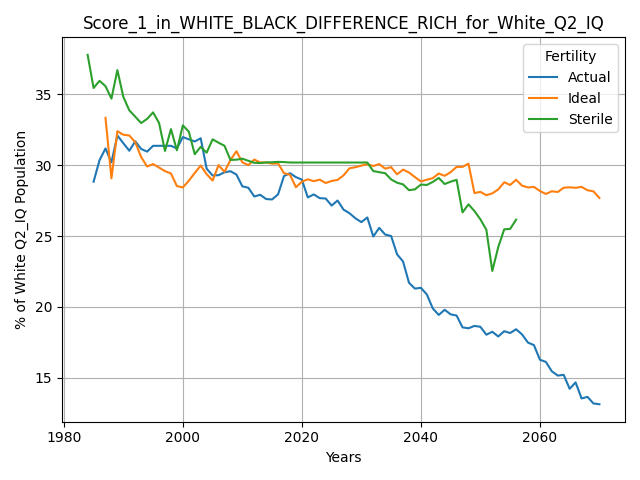 Score_1_in_WHITE_BLACK_DIFFERENCE_RICH_for_White_Q2_IQ
Fertility
Actual
Ideal
Sterile
% of White Q2_IQ Population
35
30
25
20
15
1980
2000
2020
2040
2060
Years